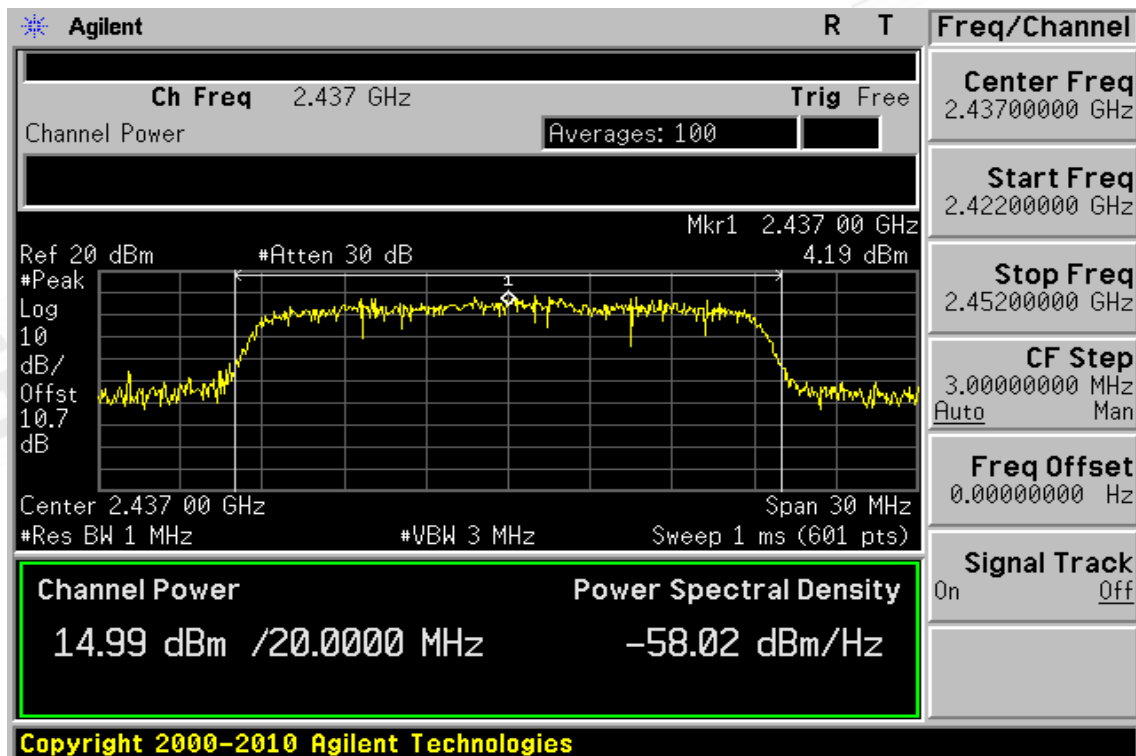 Agilent R T Freq/Channel
Ch Freq 2.437 GHz Trig Free
Channel Power Averages: 100
Mkr1 2.437 00 GHz
Ref 20 dBm #Atten 30 dB 4.19 dBm
#Peak
Log
10
dB/
Offst
10.7
dB
1
Center 2.437 00 GHz Span 30 MHz
#Res BW 1 MHz #VBW 3 MHz Sweep 1 ms (601 pts)
Channel Power Power Spectral Density
14.99 dBm /20.0000 MHz -58.02 dBm/Hz
Center Freq
2.43700000 GHz
Start Freq
2.42200000 GHz
Stop Freq
2.45200000 GHz
CF Step
3.00000000 MHz
Auto Man
Freq Offset
0.00000000 Hz
Signal Track
On Off
Copyright 2000-2010 Agilent Technologies